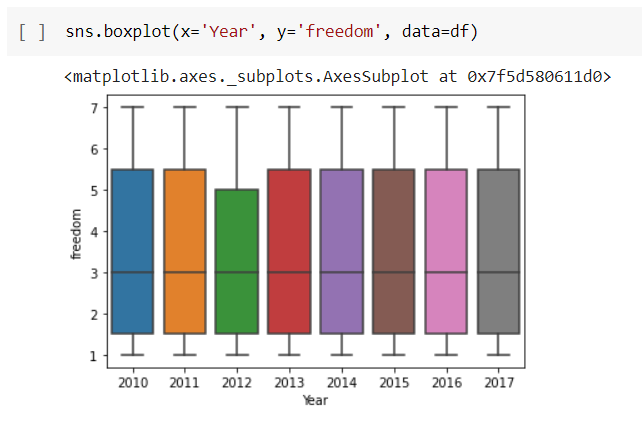 [ ] sns.boxplot(x='Year', y='freedom', data=df)
<matplotlib.axes._subplots.AxesSubplot at 0x7f5d580611d0>
7
6
5
4
3
2
1
freedom
2010 2011 2012 2013 2014 2015 2016 2017
Year